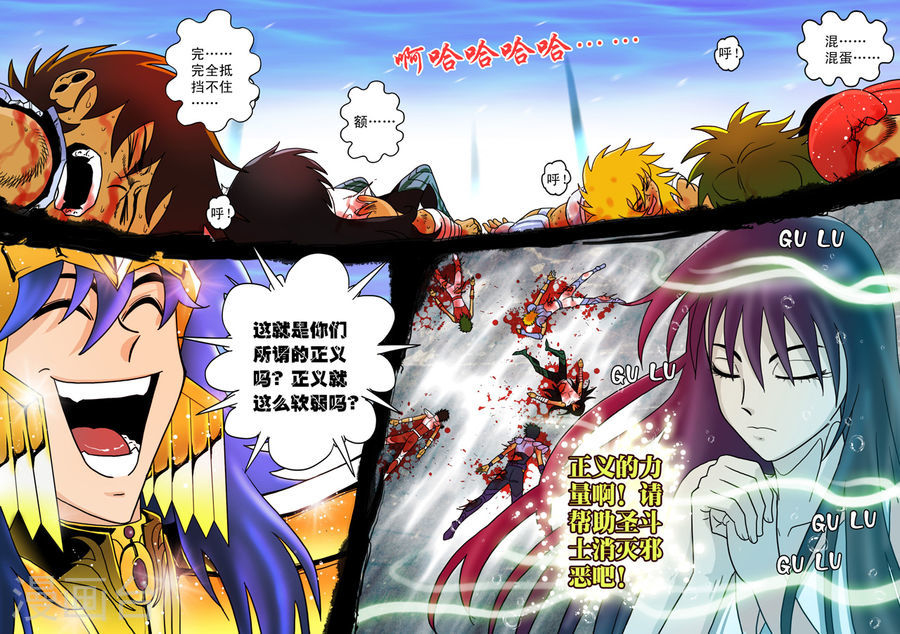 完……
完全抵
挡不住
……
啊哈哈哈哈……
额……
呼！
呼！
呼！
混……
混蛋……
这就是你们
所谓的正义
吗？正义就
这么软弱吗？
GU LU
GU LU
正义的力
量啊！请
帮助圣斗
士消灭邪
恶吧！
GU LU
GU LU
漫画台